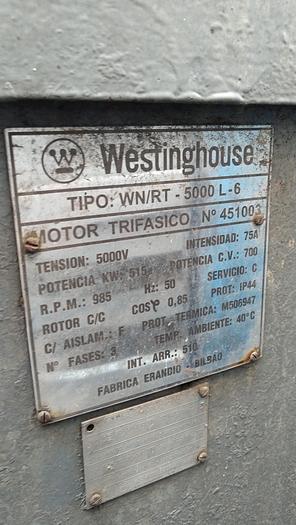 W Westinghouse
TIPO: WN/RT - 5000 L-6
MOTOR TRIFASICO Nº 451003
TENSION: 5000V INTENSIDAD: 75A
POTENCIA KW: 515 POTENCIA C.V.: 700
R.P.M.: 985 Hz: 50 SERVICIO: C
ROTOR C/C COSφ 0,85 PROT: IP44
C/ AISLAM.: F PROT. TERMICA: M506947
Nº FASES: 3 TEMP. AMBIENTE: 40°C
INT. ARR.: 510
FABRICA ERANDIO - BILBAO